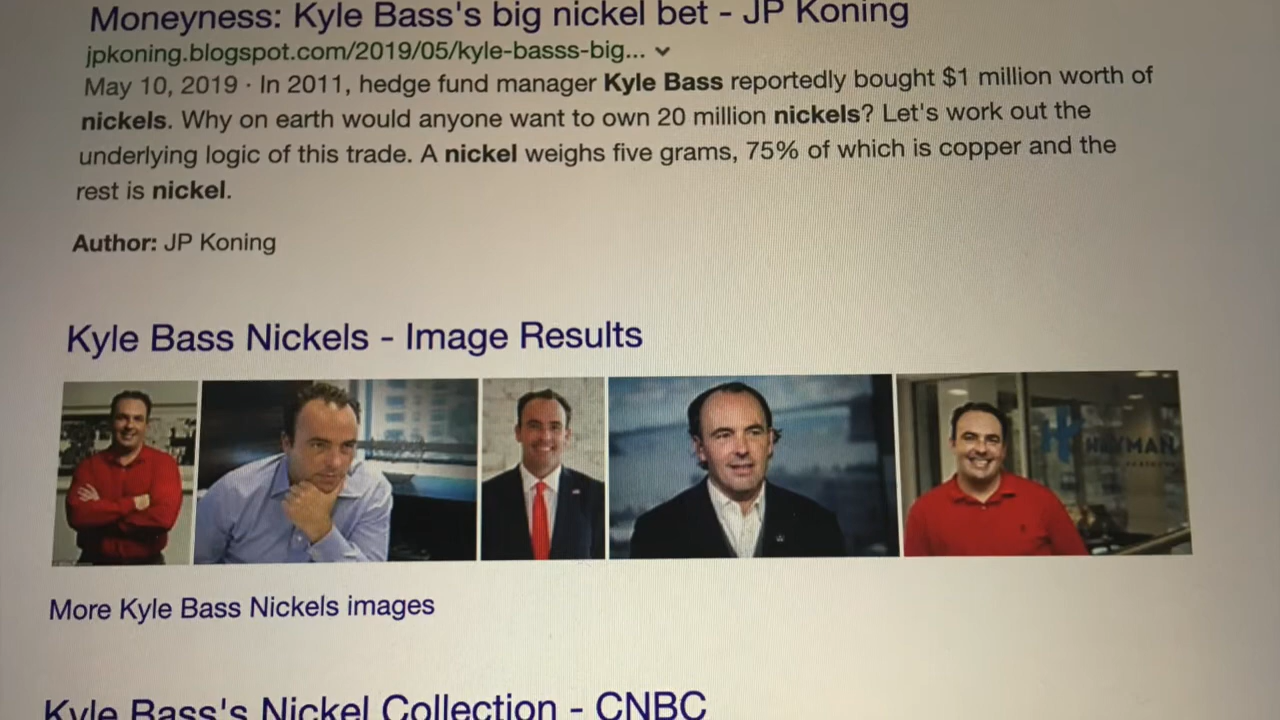 Moneyness: Kyle Bass's big nickel bet - JP Koning
jpkoning.blogspot.com/2019/05/kyle-basss-big...
May 10, 2019 · In 2011, hedge fund manager Kyle Bass reportedly bought $1 million worth of
nickels. Why on earth would anyone want to own 20 million nickels? Let's work out the
underlying logic of this trade. A nickel weighs five grams, 75% of which is copper and the
rest is nickel.
Author: JP Koning
Kyle Bass Nickels - Image Results
HAYMAN
More Kyle Bass Nickels images
Kyle Bass's Nickel Collection - CNBC